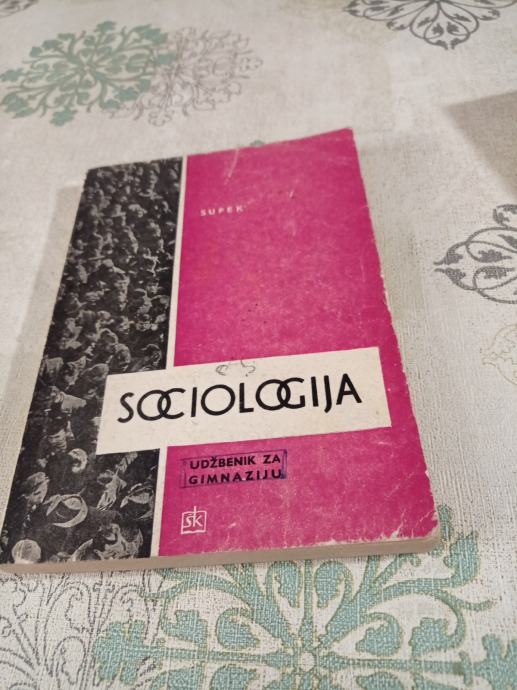 SUPEK
SOCIOLOGIJA
UDŽBENIK ZA
GIMNAZIJU
šk